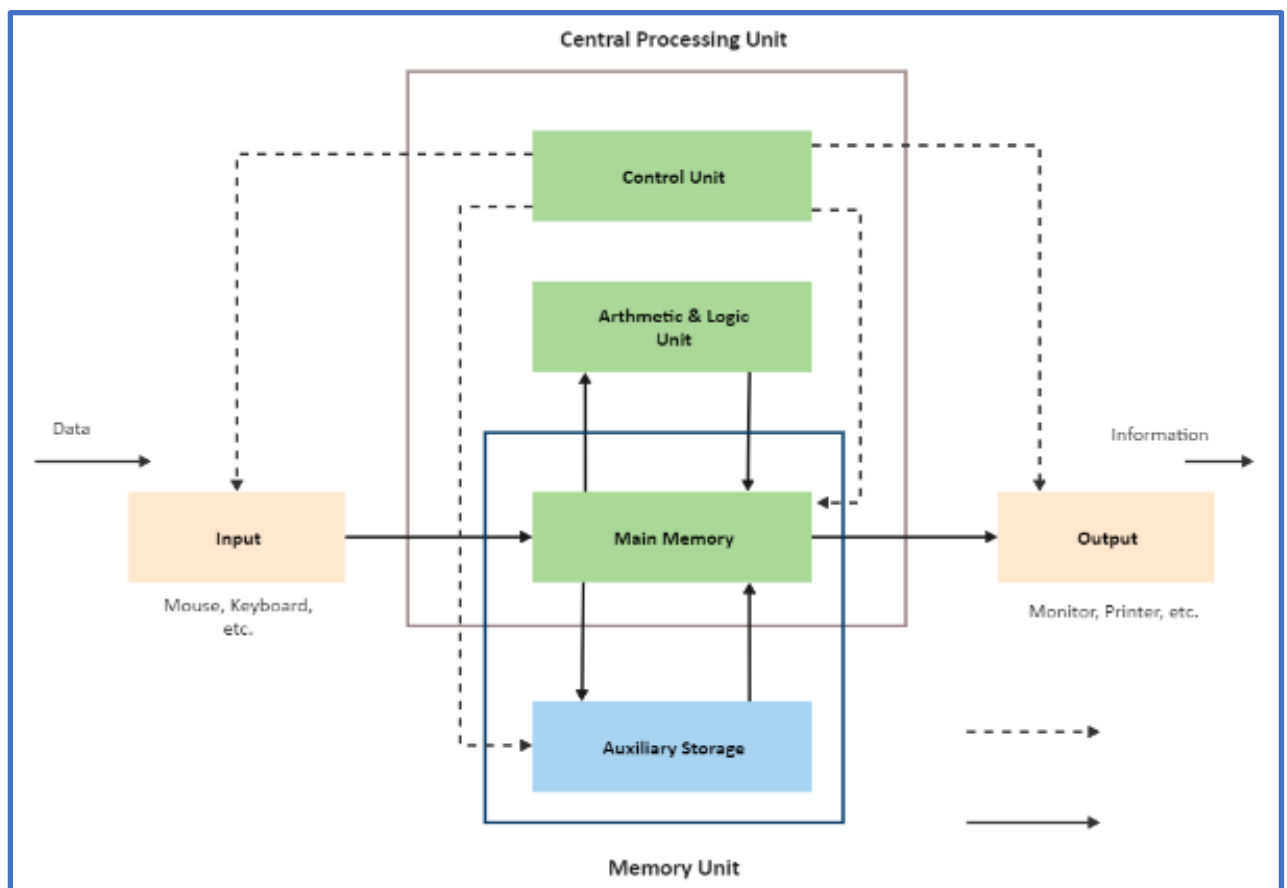 Central Processing Unit
Control Unit
Arthmetic & Logic
Unit
Data
Information
Input
Main Memory
Output
Mouse, Keyboard,
etc.
Monitor, Printer, etc.
Auxiliary Storage
Memory Unit